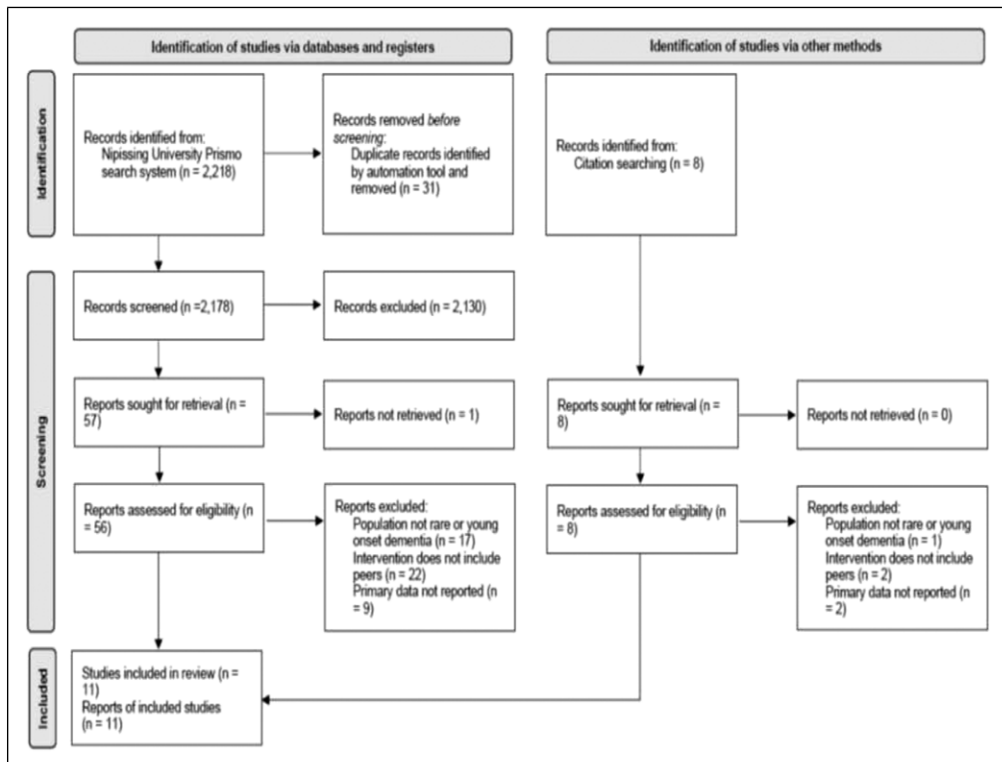 Identification of studies via databases and registers
Identification of studies via other methods
Identification
Records identified from:
Nipissing University Prismo
search system (n = 2,218)
Records removed before
screening:
Duplicate records identified
by automation tool and
removed (n = 31)
Records identified from:
Citation searching (n = 8)
Screening
Records screened (n =2,178)
Records excluded (n = 2,130)
Reports sought for retrieval (n =
57)
Reports not retrieved (n = 1)
Reports sought for retrieval (n =
8)
Reports not retrieved (n = 0)
Reports assessed for eligibility (n
= 56)
Reports excluded:
Population not rare or young
onset dementia (n = 17)
Intervention does not include
peers (n = 22)
Primary data not reported (n
= 9)
Reports assessed for eligibility (n
= 8)
Reports excluded:
Population not rare or young
onset dementia (n = 1)
Intervention does not include
peers (n = 2)
Primary data not reported (n
= 2)
Included
Studies included in review (n =
11)
Reports of included studies
(n = 11)